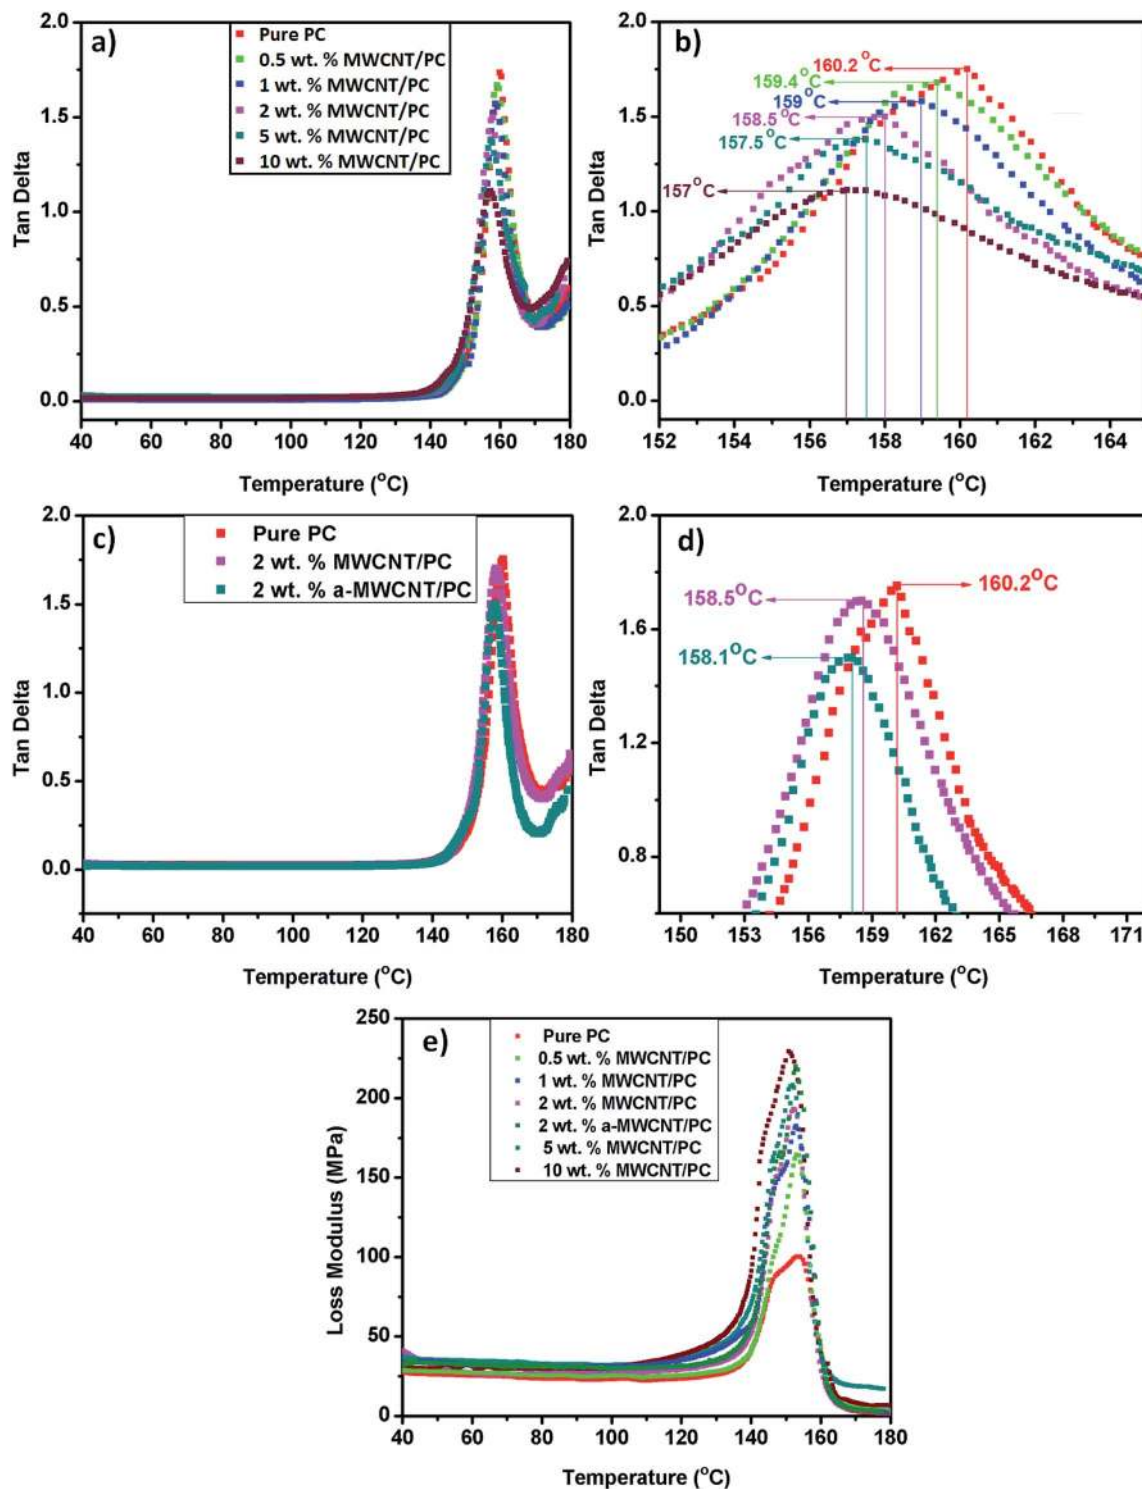 a)
Pure PC
0.5 wt. % MWCNT/PC
1 wt. % MWCNT/PC
2 wt. % MWCNT/PC
5 wt. % MWCNT/PC
10 wt. % MWCNT/PC
2.0
1.5
1.0
0.5
0.0
Tan Delta
40 60 80 100 120 140 160 180
Temperature (°C)
b)
160.2°C
159.4°C
159°C
158.5°C
157.5°C
157°C
2.0
1.5
1.0
0.5
0.0
Tan Delta
152 154 156 158 160 162 164
Temperature (°C)
c)
Pure PC
2 wt. % MWCNT/PC
2 wt. % a-MWCNT/PC
2.0
1.5
1.0
0.5
0.0
Tan Delta
40 60 80 100 120 140 160 180
Temperature (°C)
d)
160.2°C
158.5°C
158.1°C
2.0
1.6
1.2
0.8
Tan Delta
150 153 156 159 162 165 168 171
Temperature (°C)
e)
Pure PC
0.5 wt. % MWCNT/PC
1 wt. % MWCNT/PC
2 wt. % MWCNT/PC
2 wt. % a-MWCNT/PC
5 wt. % MWCNT/PC
10 wt. % MWCNT/PC
250
200
150
100
50
0
Loss Modulus (MPa)
40 60 80 100 120 140 160 180
Temperature (°C)